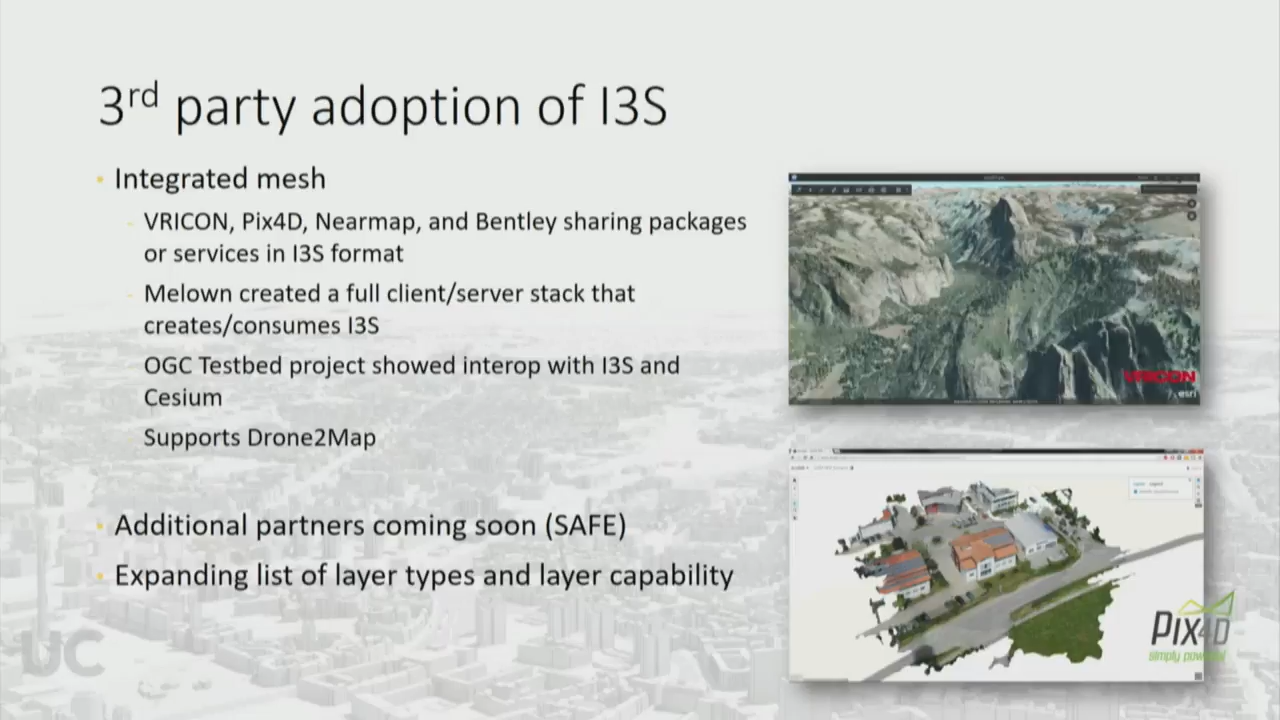 3rd party adoption of I3S
• Integrated mesh
- VRICON, Pix4D, Nearmap, and Bentley sharing packages
or services in I3S format
- Melown created a full client/server stack that
creates/consumes I3S
OGC Testbed project showed interop with I3S and
Cesium
- Supports Drone2Map
• Additional partners coming soon (SAFE)
• Expanding list of layer types and layer capability
VRICON
esri
PIX4D
simply powerful
UC